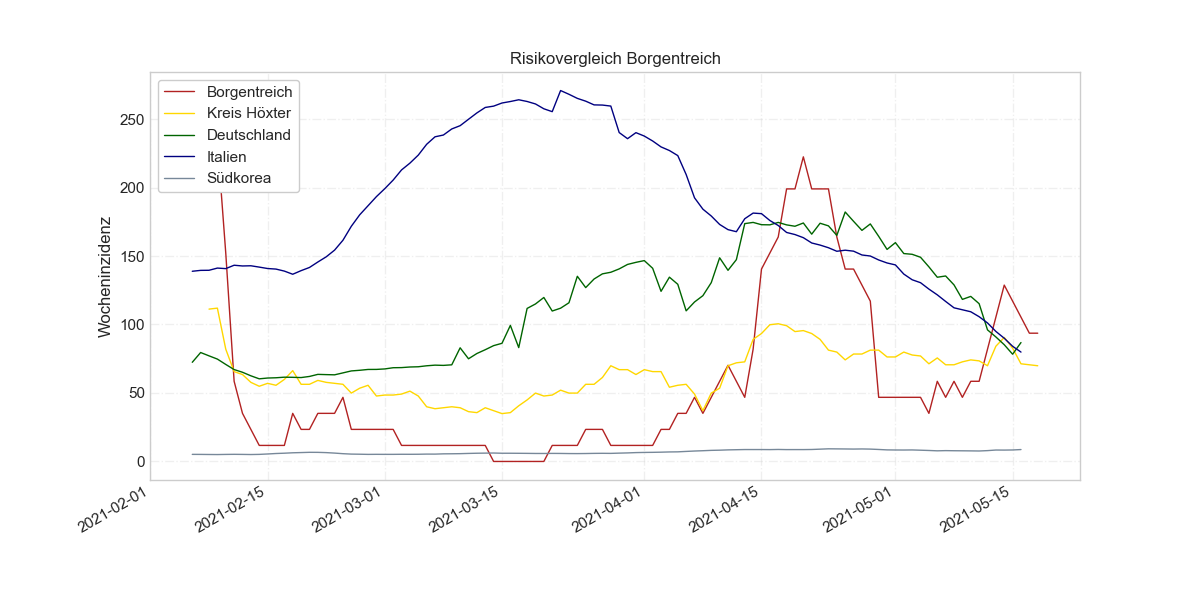 Risikovergleich Borgentreich
Borgentreich
Kreis Höxter
Deutschland
Italien
Südkorea
Wocheninzidenz
250
200
150
100
50
0
2021-02-01
2021-02-15
2021-03-01
2021-03-15
2021-04-01
2021-04-15
2021-05-01
2021-05-15